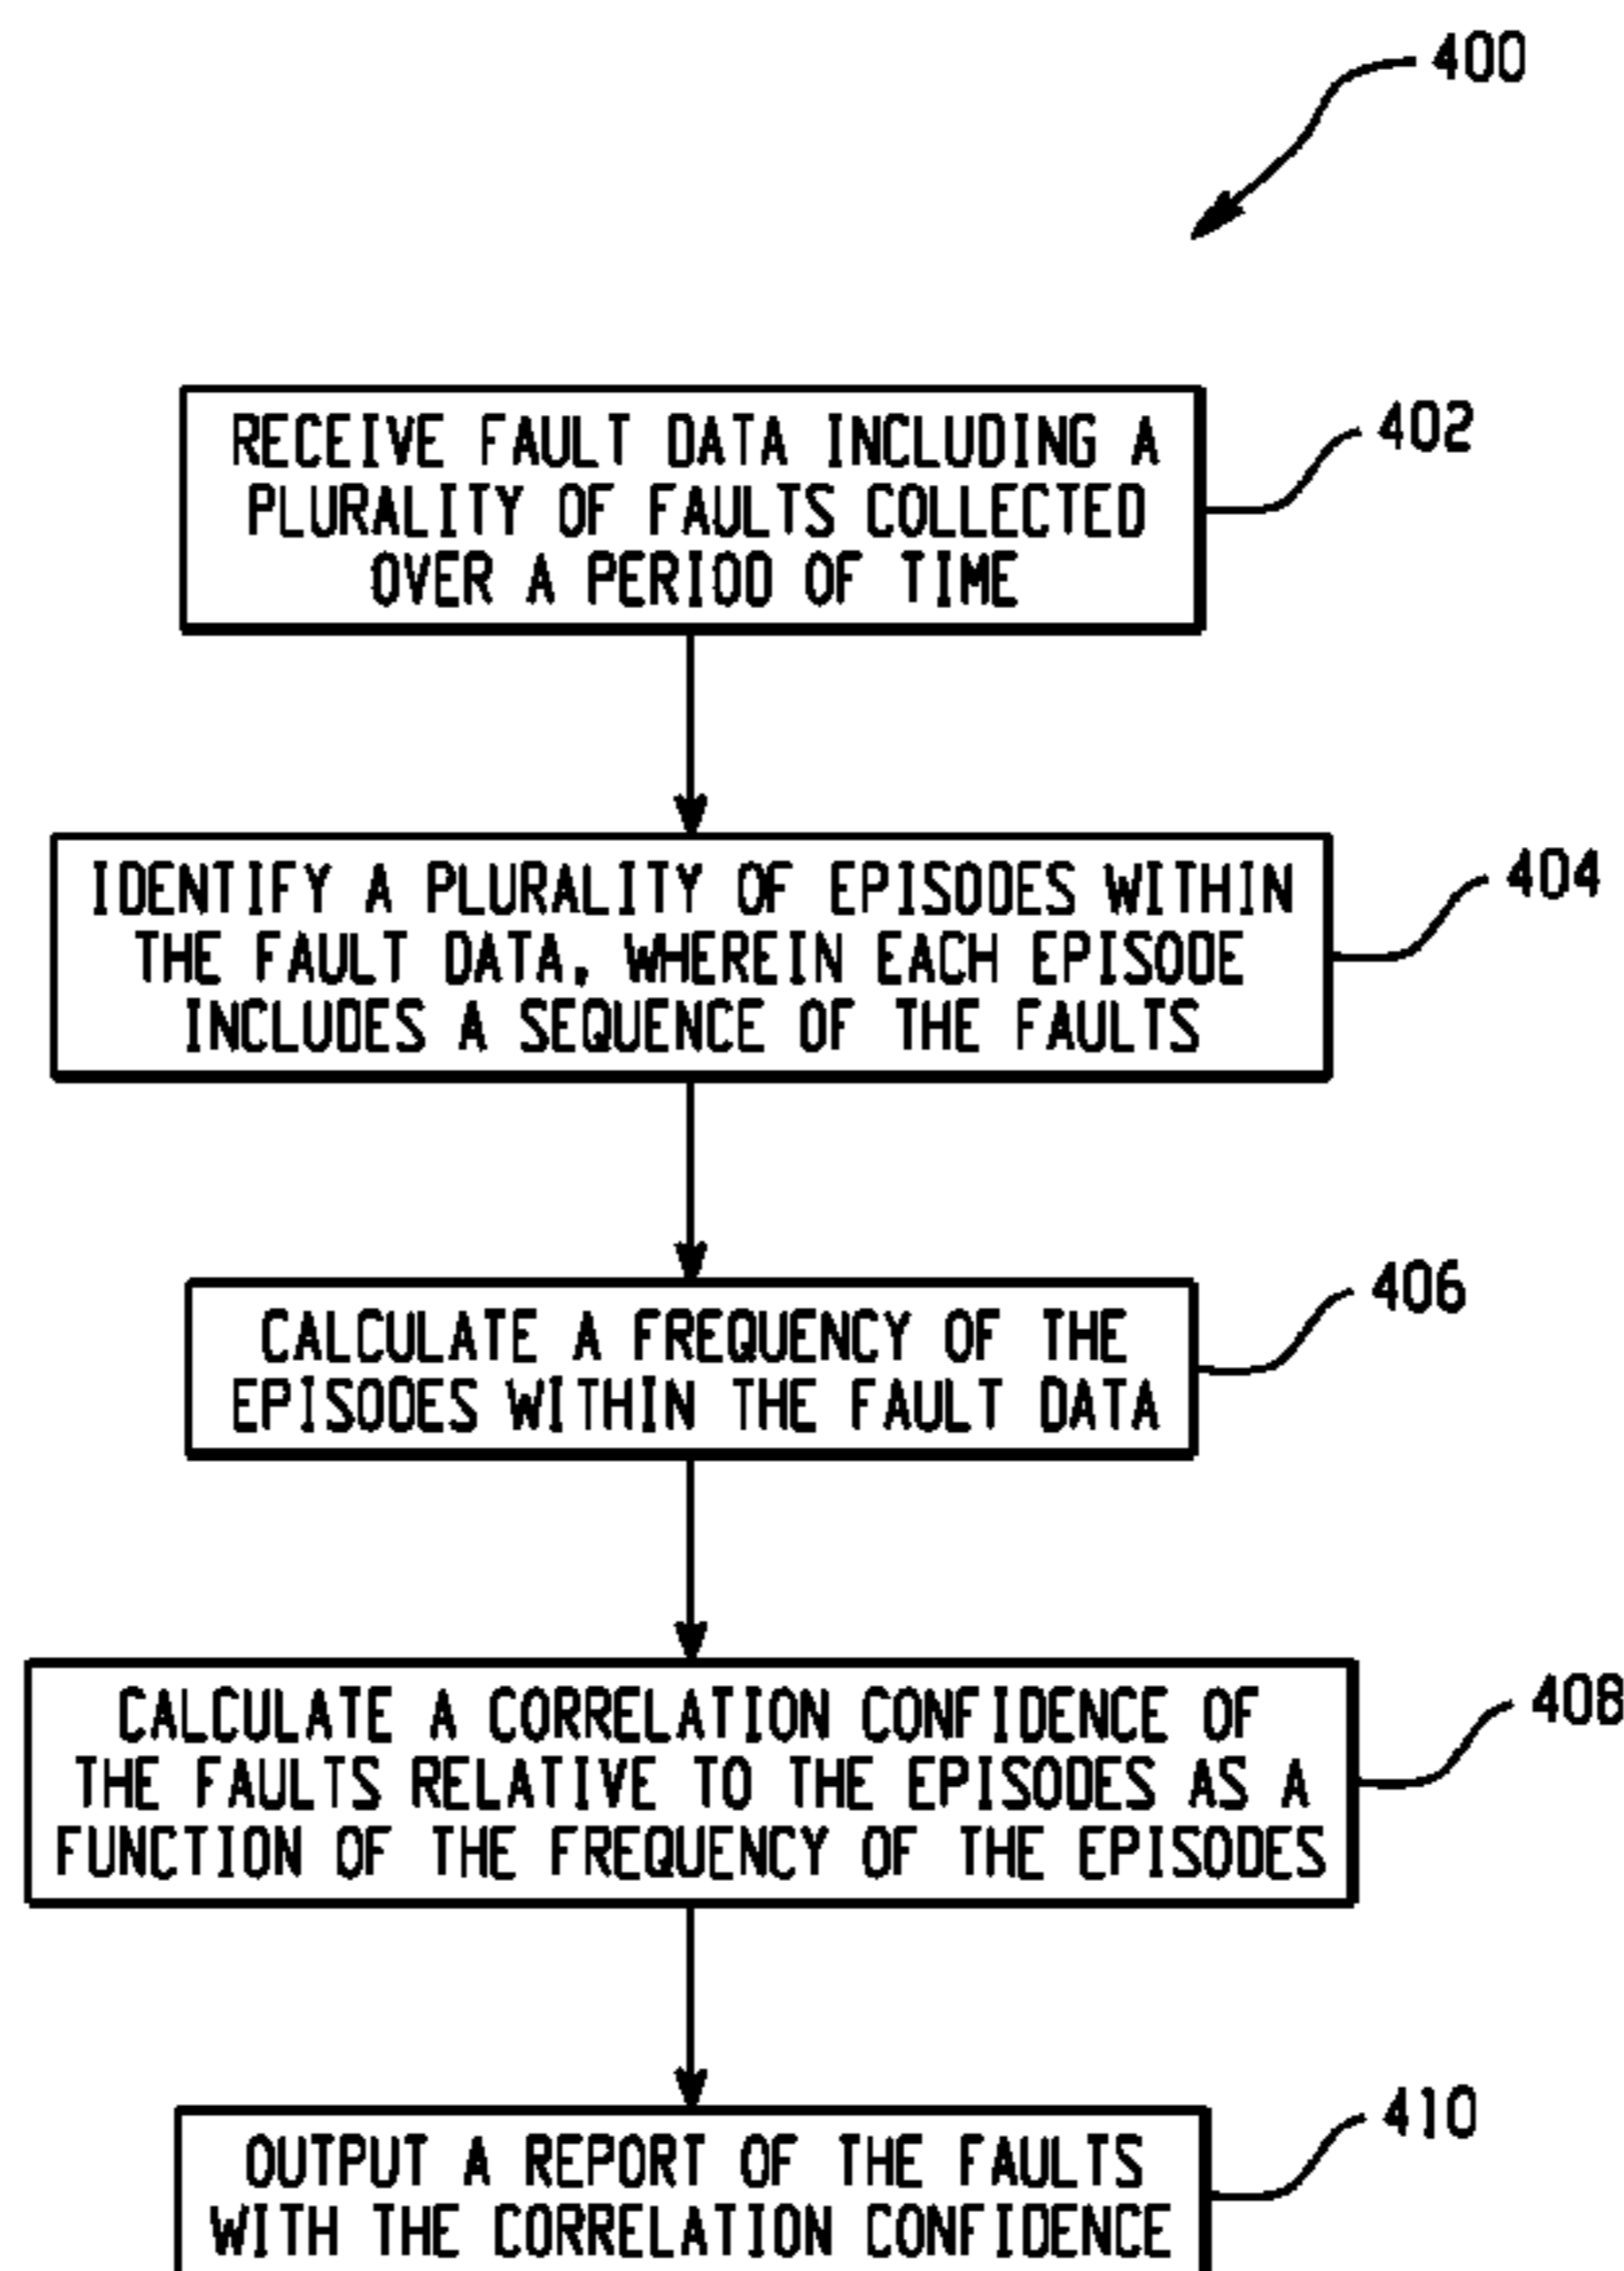 400
RECEIVE FAULT DATA INCLUDING A
PLURALITY OF FAULTS COLLECTED
OVER A PERIOD OF TIME
402
IDENTIFY A PLURALITY OF EPISODES WITHIN
THE FAULT DATA, WHEREIN EACH EPISODE
INCLUDES A SEQUENCE OF THE FAULTS
404
CALCULATE A FREQUENCY OF THE
EPISODES WITHIN THE FAULT DATA
406
CALCULATE A CORRELATION CONFIDENCE OF
THE FAULTS RELATIVE TO THE EPISODES AS A
FUNCTION OF THE FREQUENCY OF THE EPISODES
408
OUTPUT A REPORT OF THE FAULTS
WITH THE CORRELATION CONFIDENCE
410